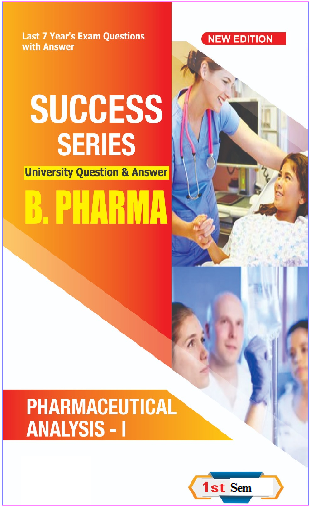 Last 7 Year's Exam Questions
with Answer
NEW EDITION
SUCCESS
SERIES
University Question & Answer
B. PHARMA
PHARMACEUTICAL
ANALYSIS - I
1st Sem